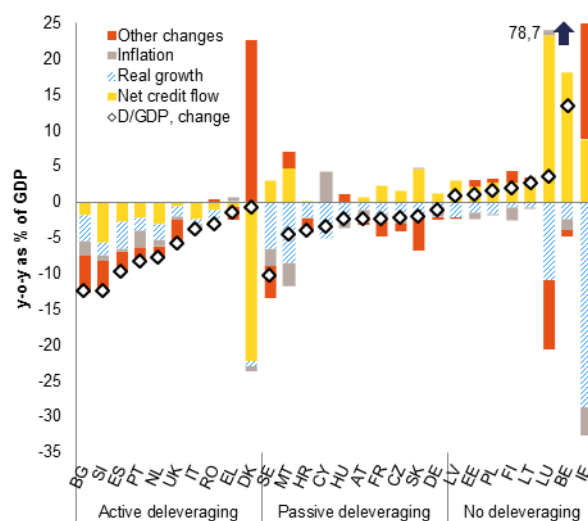 Other changes
Inflation
Real growth
Net credit flow
D/GDP, change
78,7
y-o-y as % of GDP
25
20
15
10
5
0
-5
-10
-15
-20
-25
-30
-35
BG SI ES PT NL UK IT RO EL DK SE MT HR CY HU AT FR CZ SK DE LV EE PL FI LT LU BE IE
Active deleveraging Passive deleveraging No deleveraging